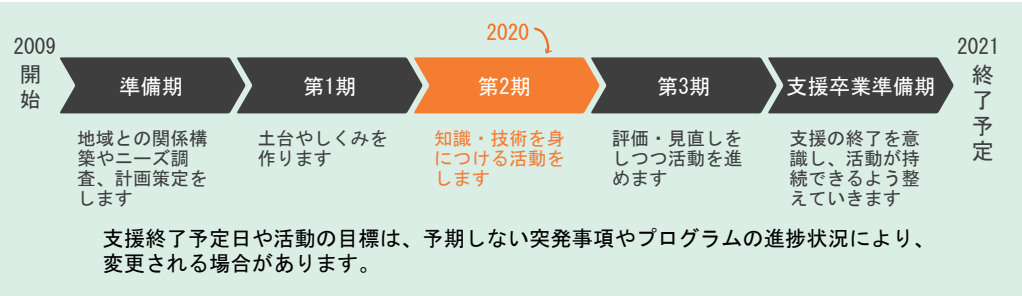 2020
2009
開始
2021
終了予定
準備期
第1期
第2期
第3期
支援卒業準備期
地域との関係構
築やニーズ調
査、計画策定を
します
土台やしくみを
作ります
知識・技術を身
につける活動を
します
評価・見直しを
しつつ活動を進
めます
支援の終了を意
識し、活動が持
続できるよう整
えていきます
支援終了予定日や活動の目標は、予期しない突発事項やプログラムの進捗状況により、
変更される場合があります。